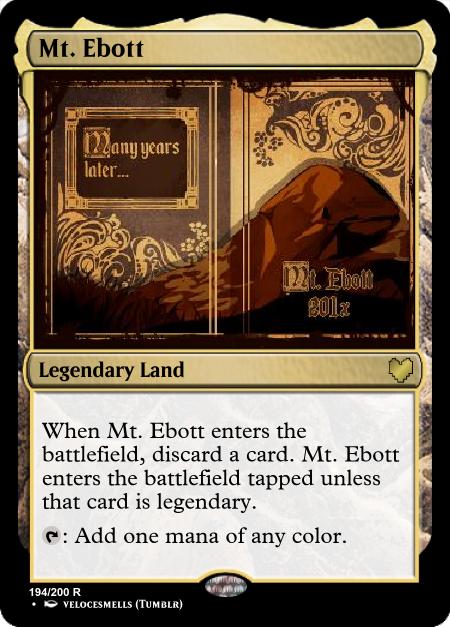 Mt. Ebott
Many years
later...
Mt. Ebott
201x
Legendary Land
When Mt. Ebott enters the
battlefield, discard a card. Mt. Ebott
enters the battlefield tapped unless
that card is legendary.
: Add one mana of any color.
194/200 R
• VELOCESMELLS (TUMBLR)